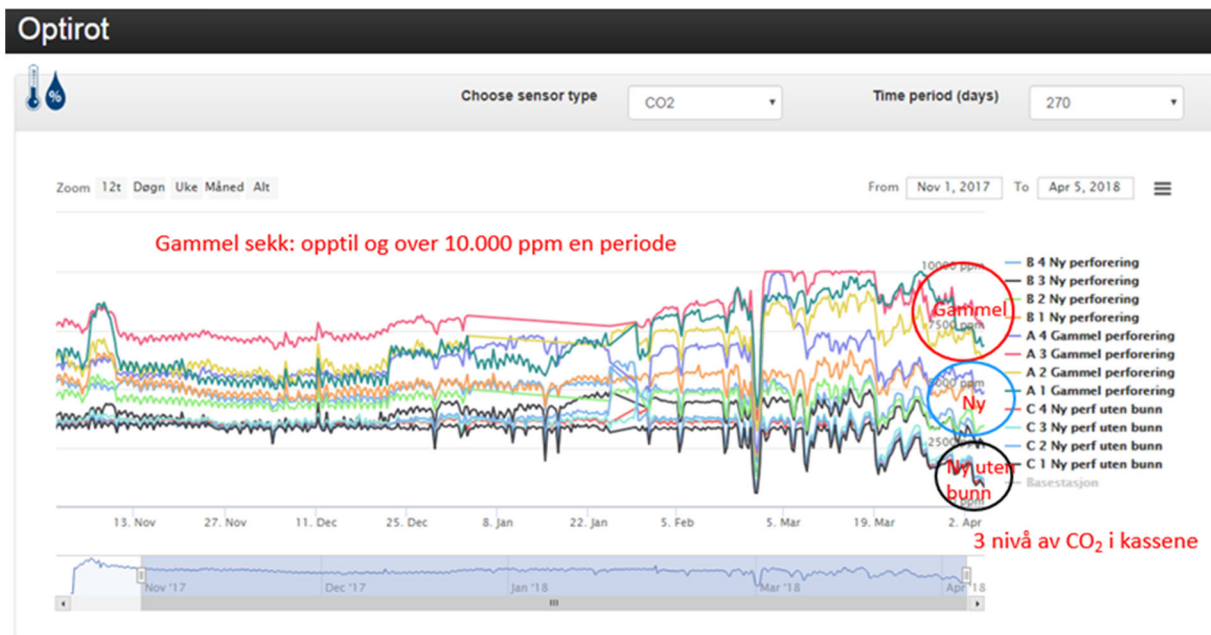 Optirot
%
Choose sensor type CO2 Time period (days) 270
Zoom 12t Døgn Uke Måned Alt From Nov 1, 2017 To Apr 5, 2018
Gammel sekk: opptil og over 10.000 ppm en periode
10000 ppm
7500 ppm
5000 ppm
2500
ppm
Gammel
Ny
Ny uten
bunn
B 4 Ny perforering
B 3 Ny perforering
B 2 Ny perforering
B 1 Ny perforering
A 4 Gammel perforering
A 3 Gammel perforering
A 2 Gammel perforering
A 1 Gammel perforering
C 4 Ny perf uten bunn
C 3 Ny perf uten bunn
C 2 Ny perf uten bunn
C 1 Ny perf uten bunn
Basestasjon
13. Nov 27. Nov 11. Dec 25. Dec 8. Jan 22. Jan 5. Feb 5. Mar 19. Mar 2. Apr
3 nivå av CO₂ i kassene
Nov '17 Dec '17 Jan '18 Mar '18 Apr '18